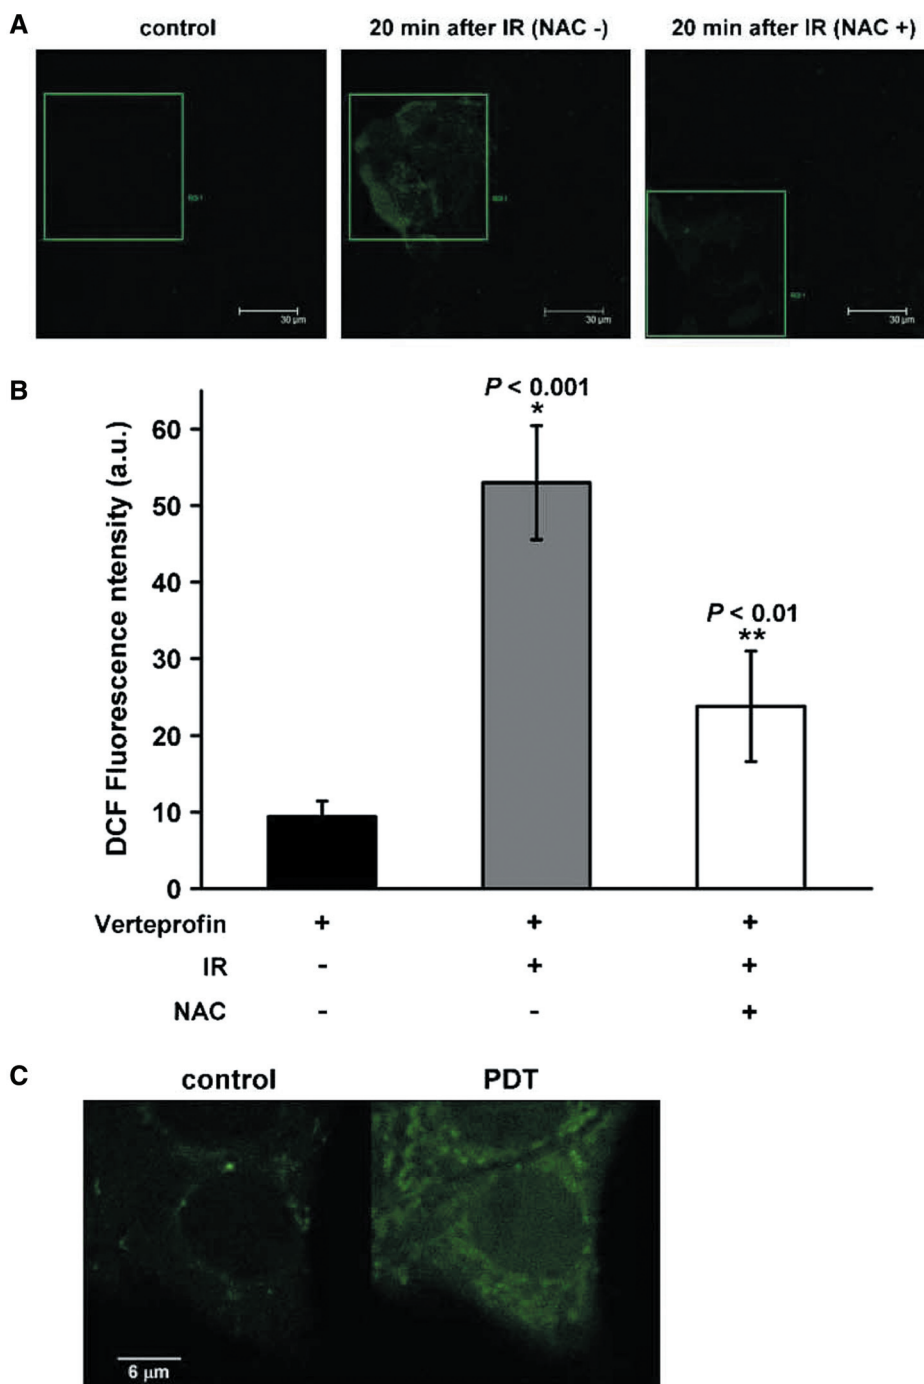 A
control
20 min after IR (NAC -)
20 min after IR (NAC +)
30 µm
30 µm
30 µm
B
P < 0.001
*
P < 0.01
**
DCF Fluorescence ntensity (a.u.)
60
50
40
30
20
10
0
Verteprofin + + +
IR - + +
NAC - - +
C
control
PDT
6 µm